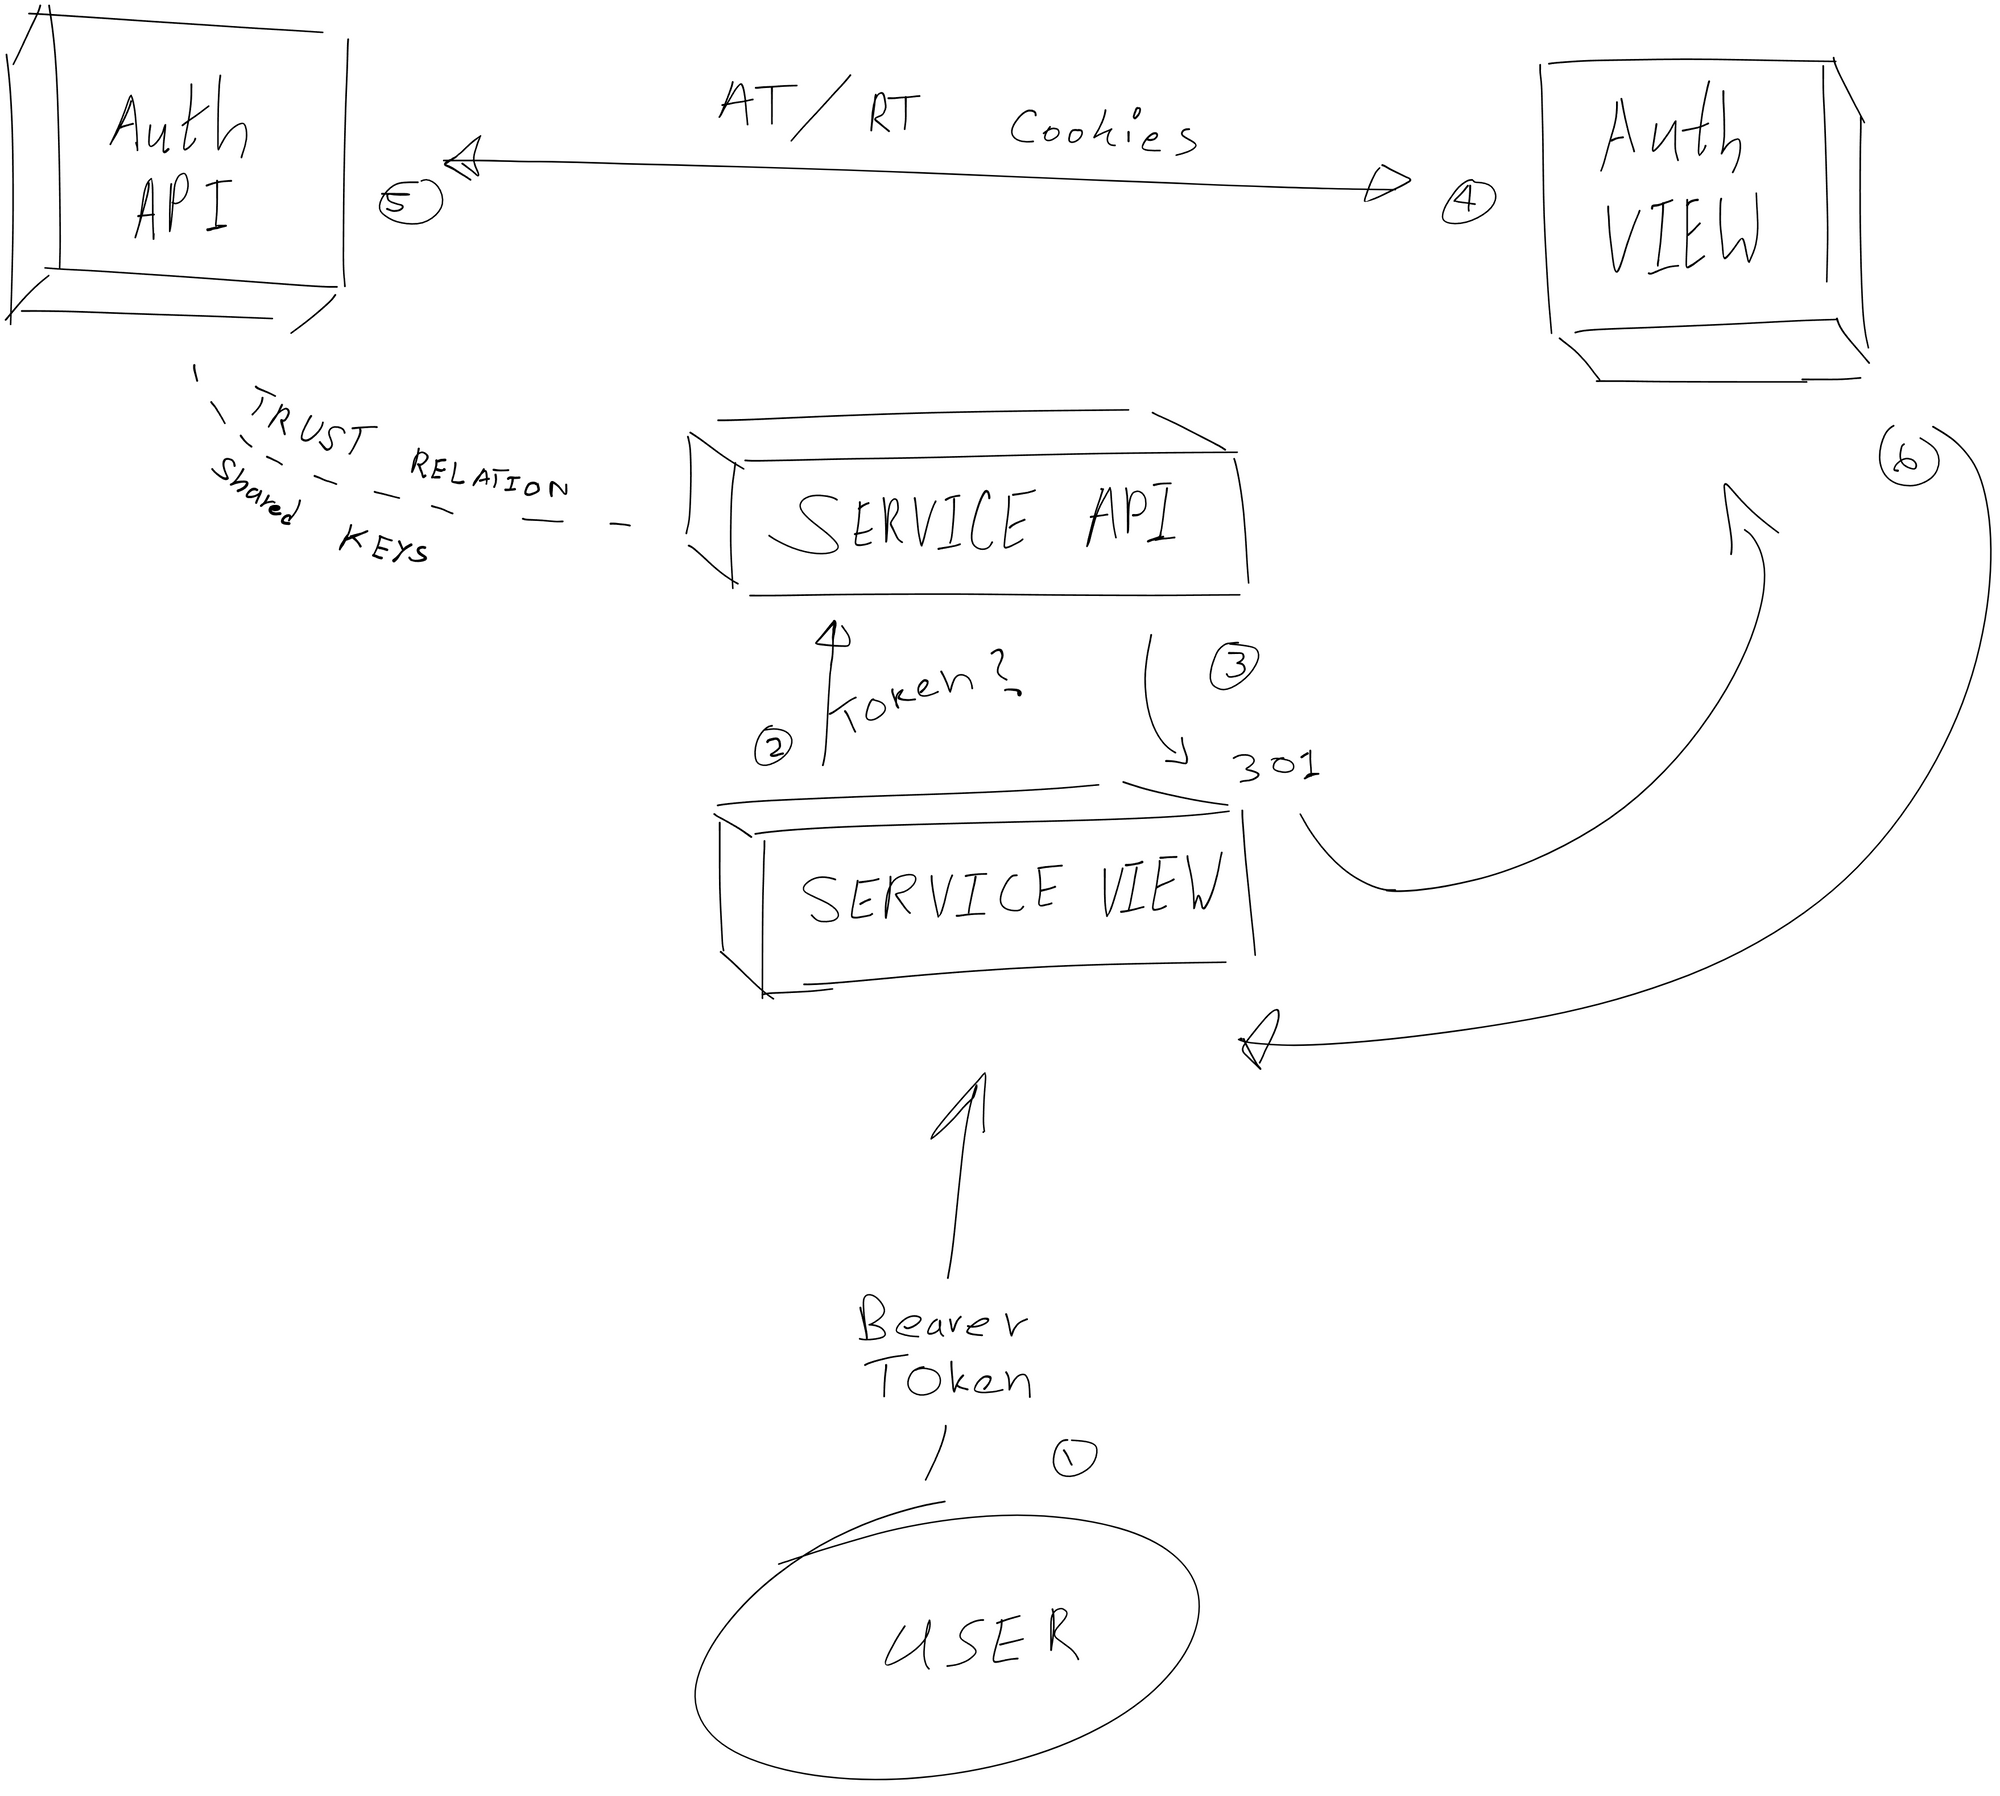 Auth
API
AT/RT Cookies
5
4
Auth
VIEW
TRUST RELATION
Shared KEYS
SERVICE API
6
2
Token?
3
301
SERVICE VIEW
Bearer
Token
1
USER